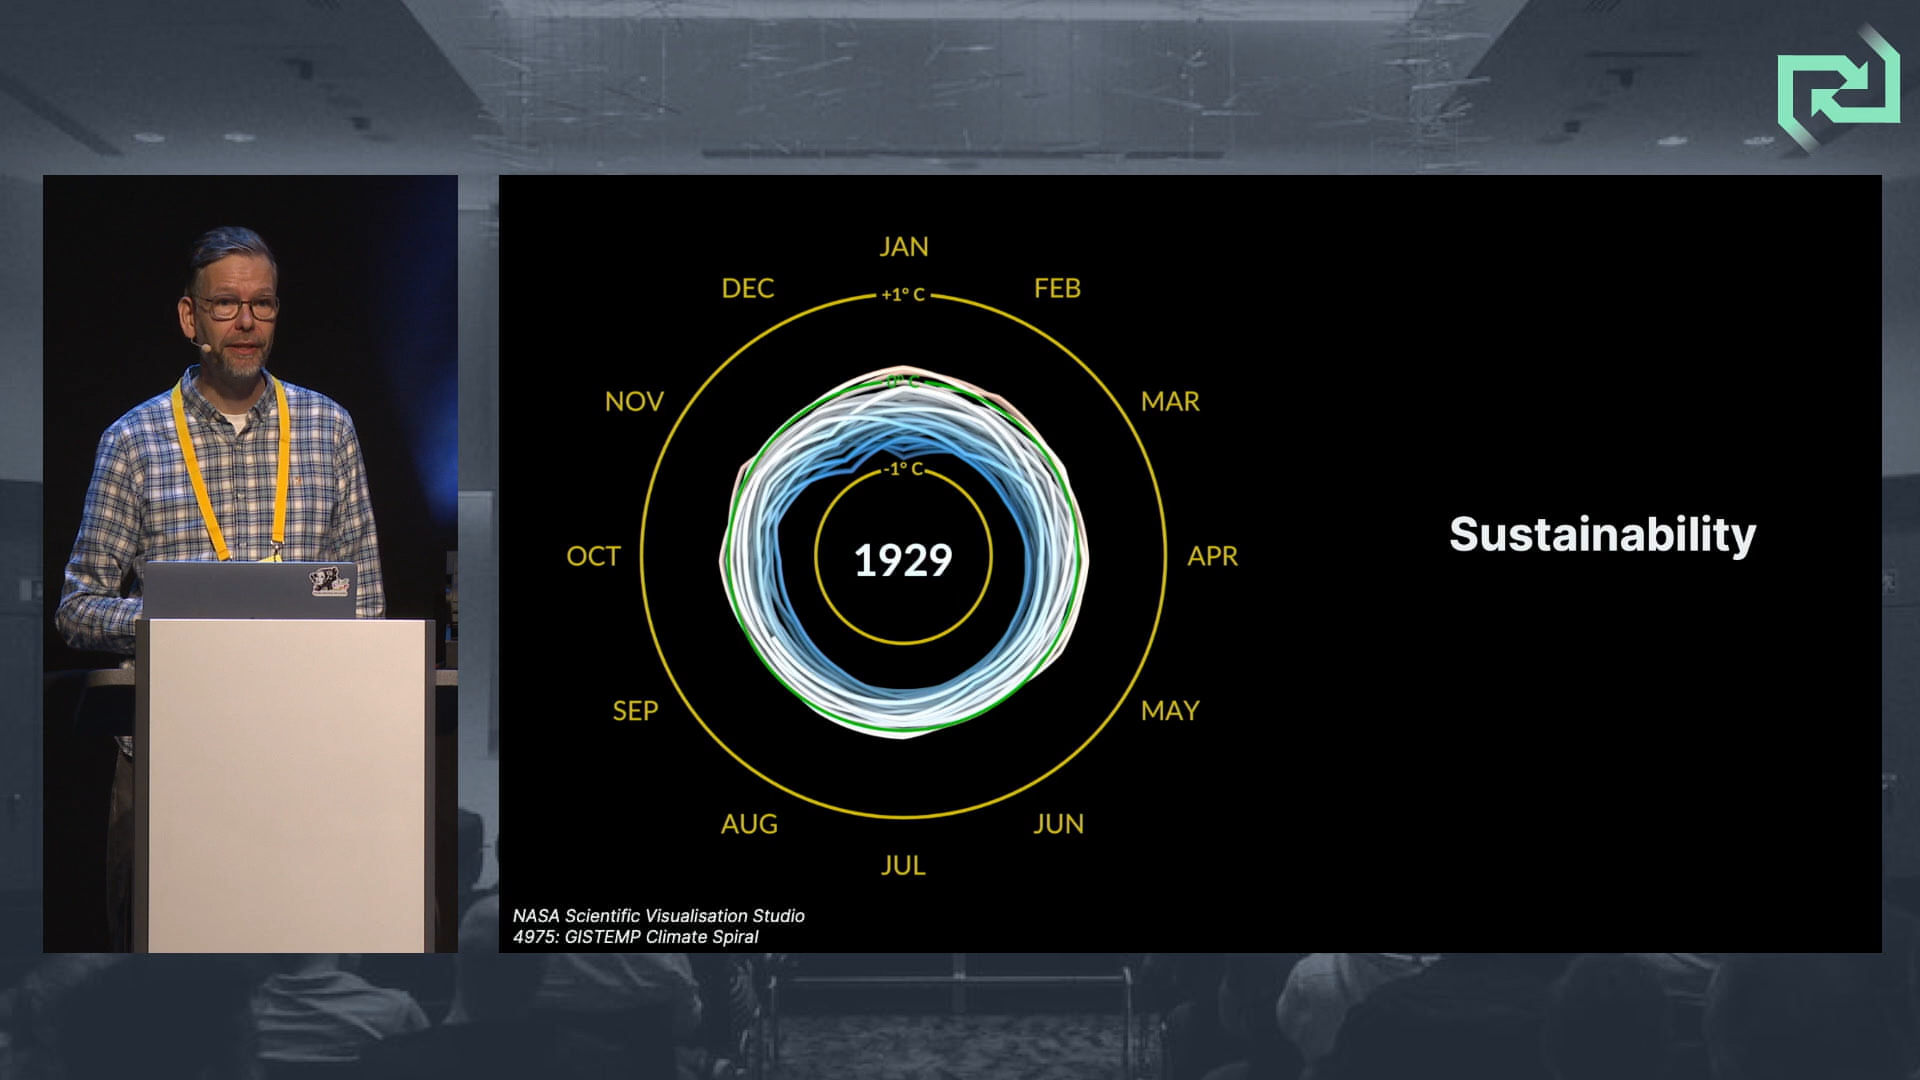 JAN
DEC
FEB
+1° C
NOV
MAR
0° C
-1° C
OCT
1929
APR
Sustainability
SEP
MAY
AUG
JUN
JUL
NASA Scientific Visualisation Studio
4975: GISTEMP Climate Spiral